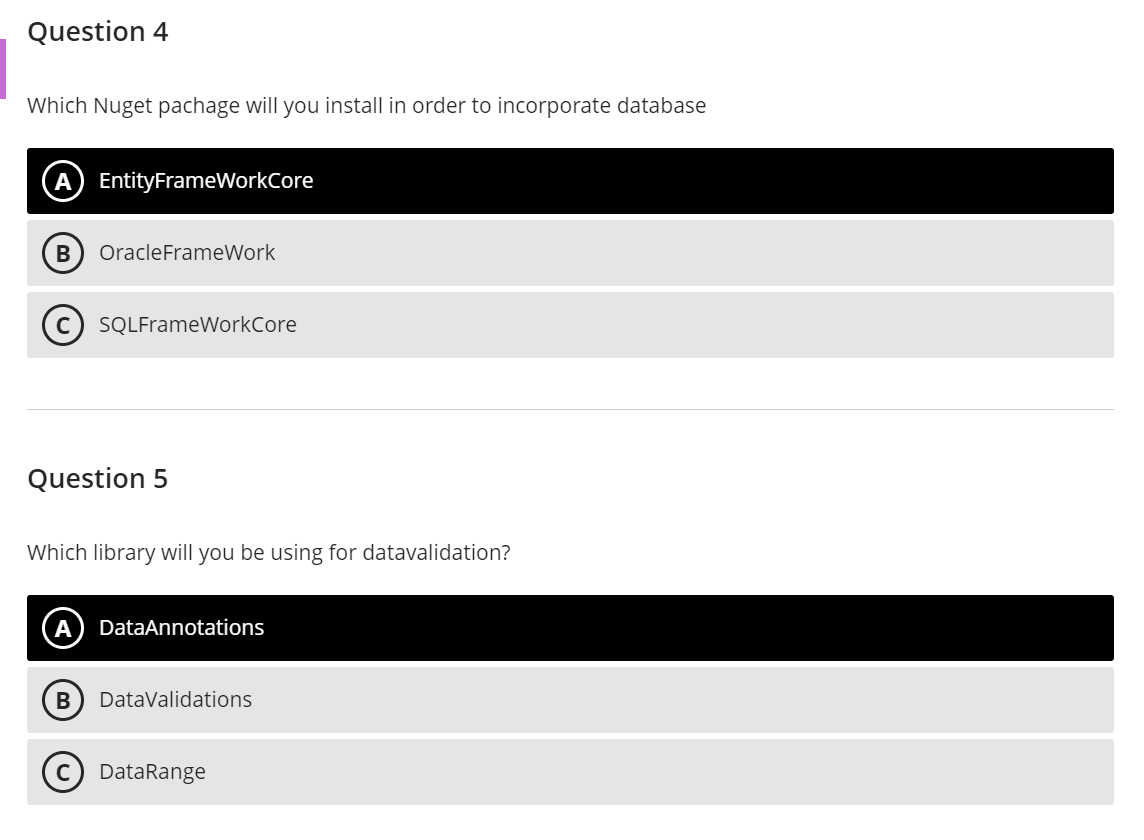 Question 4
Which Nuget pachage will you install in order to incorporate database
A EntityFrameWorkCore
B OracleFrameWork
C SQLFrameWorkCore
Question 5
Which library will you be using for datavalidation?
A DataAnnotations
B DataValidations
C DataRange